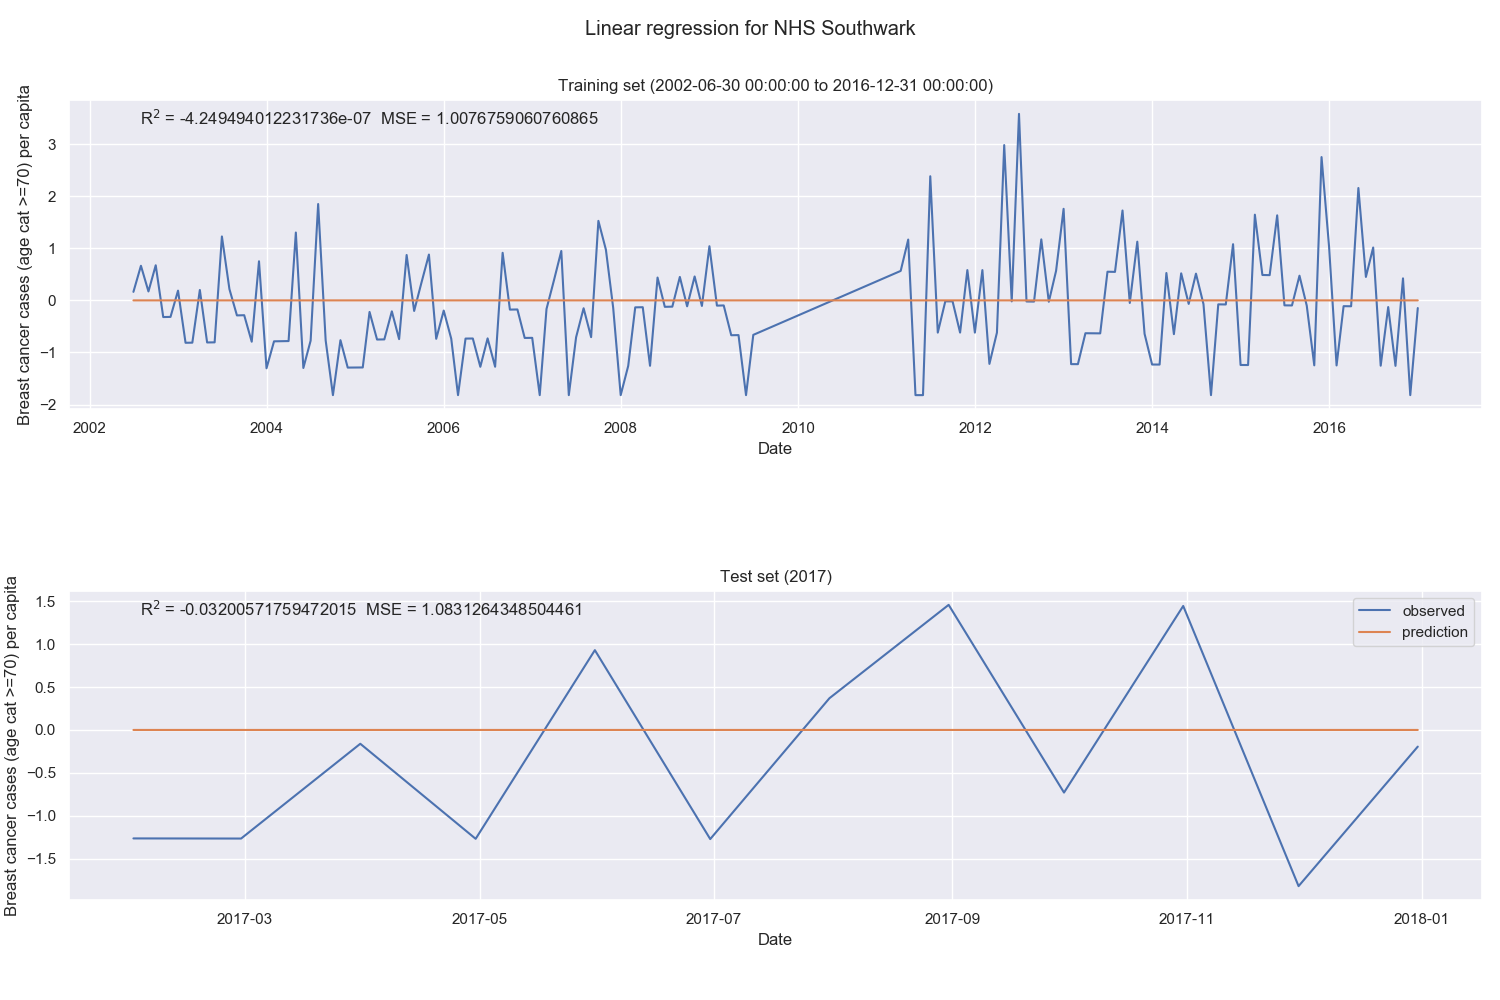 Linear regression for NHS Southwark
Training set (2002-06-30 00:00:00 to 2016-12-31 00:00:00)
R² = -4.249494012231736e-07  MSE = 1.0076759060760865
Breast cancer cases (age cat >=70) per capita
3
2
1
0
−1
−2
2002
2004
2006
2008
2010
2012
2014
2016
Date
Test set (2017)
R² = -0.03200571759472015  MSE = 1.0831264348504461
observed
prediction
Breast cancer cases (age cat >=70) per capita
1.5
1.0
0.5
0.0
−0.5
−1.0
−1.5
2017-03
2017-05
2017-07
2017-09
2017-11
2018-01
Date